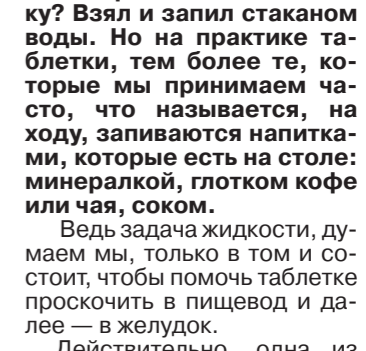 ку? Взял и запил стаканом
воды. Но на практике та-
блетки, тем более те, ко-
торые мы принимаем ча-
сто, что называется, на
ходу, запиваются напитка-
ми, которые есть на столе:
минералкой, глотком кофе
или чая, соком.
Ведь задача жидкости, ду-
маем мы, только в том и со-
стоит, чтобы помочь таблетке
проскочить в пищевод и да-
лее — в желудок.
Действительно, одна из